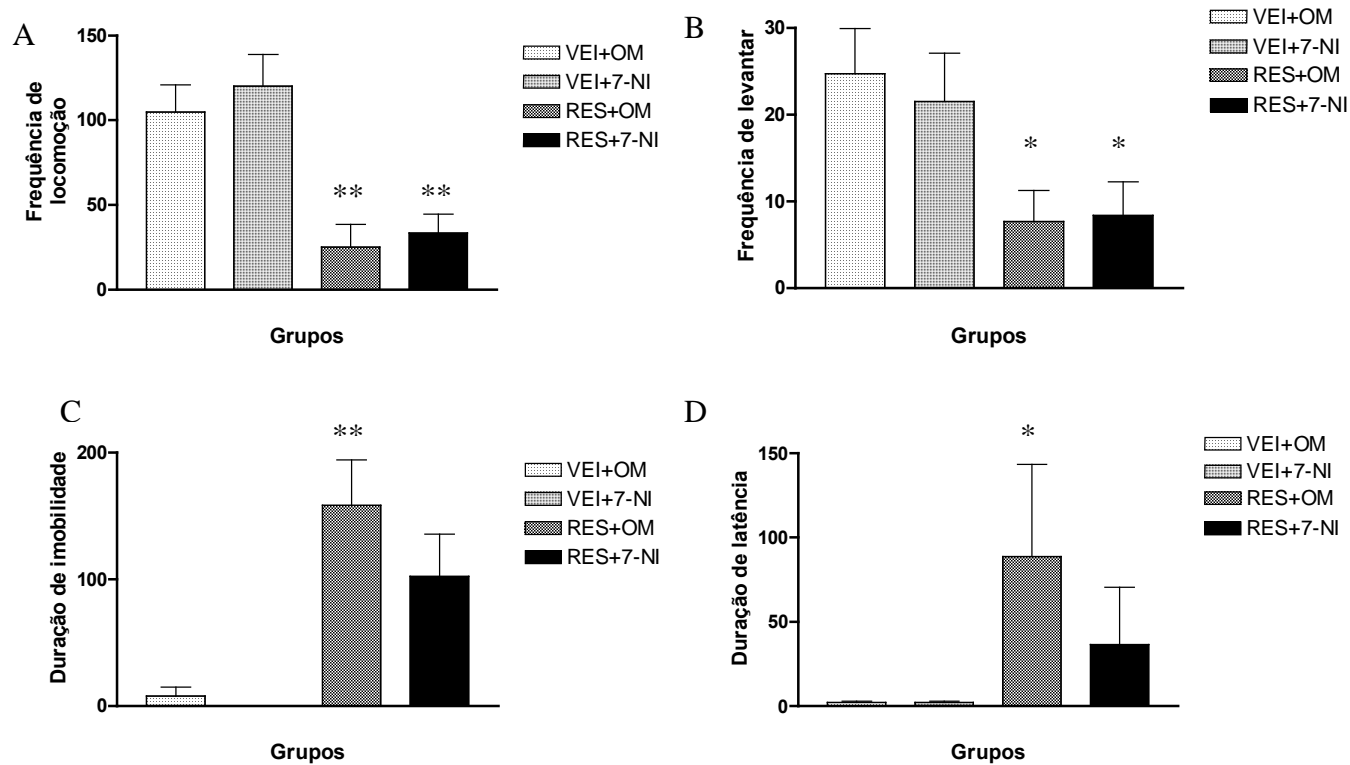 A
150
100
50
0
Frequência de
locomoção
** **
Grupos
VEI+OM
VEI+7-NI
RES+OM
RES+7-NI
B
30
20
10
0
Frequência de levantar
* *
Grupos
VEI+OM
VEI+7-NI
RES+OM
RES+7-NI
C
200
100
0
Duração de imobilidade
**
Grupos
VEI+OM
VEI+7-NI
RES+OM
RES+7-NI
D
150
100
50
0
Duração de latência
*
Grupos
VEI+OM
VEI+7-NI
RES+OM
RES+7-NI